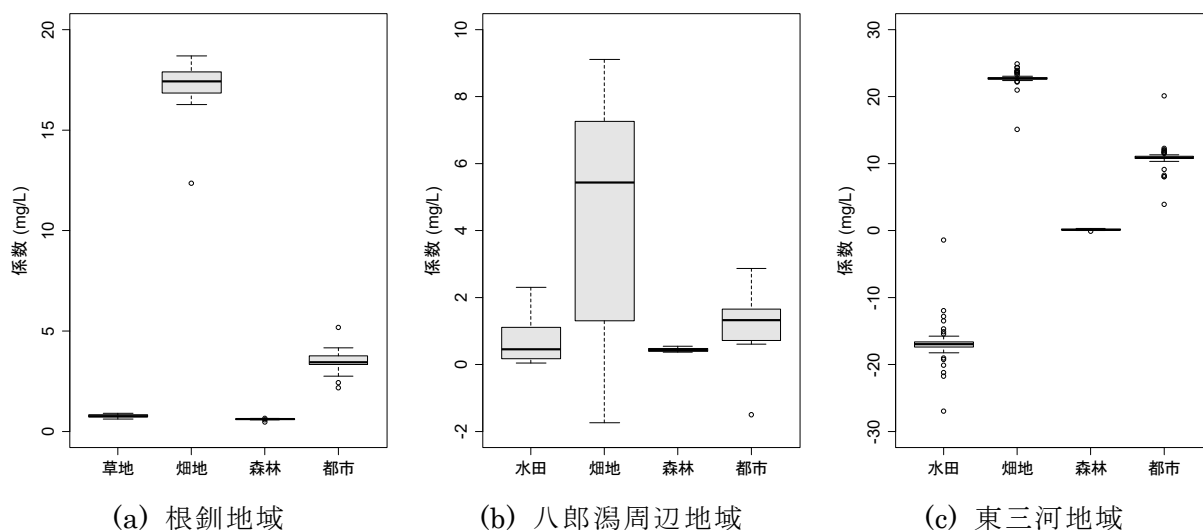 20
15
10
5
0
係数 (mg/L)
草地 畑地 森林 都市
(a) 根釧地域
10
8
6
4
2
0
-2
係数 (mg/L)
水田 畑地 森林 都市
(b) 八郎潟周辺地域
30
20
10
0
-10
-20
-30
係数 (mg/L)
水田 畑地 森林 都市
(c) 東三河地域